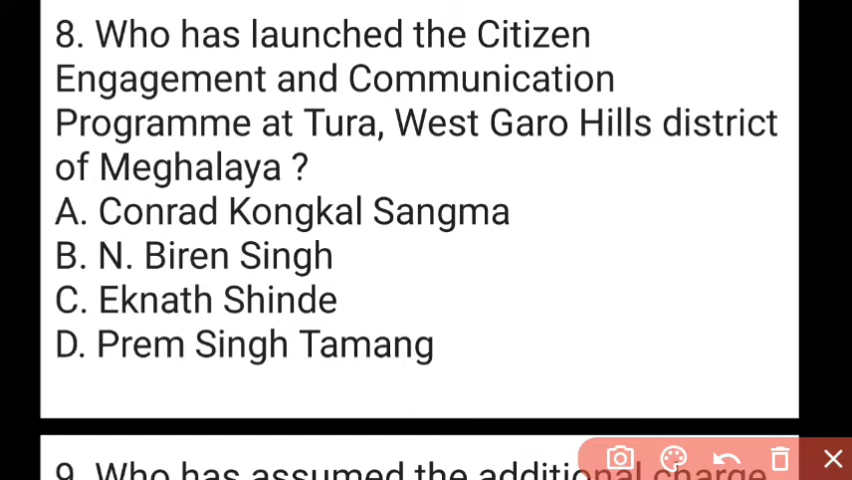 8. Who has launched the Citizen
Engagement and Communication
Programme at Tura, West Garo Hills district
of Meghalaya ?
A. Conrad Kongkal Sangma
B. N. Biren Singh
C. Eknath Shinde
D. Prem Singh Tamang
9. Who has assumed the additional charge